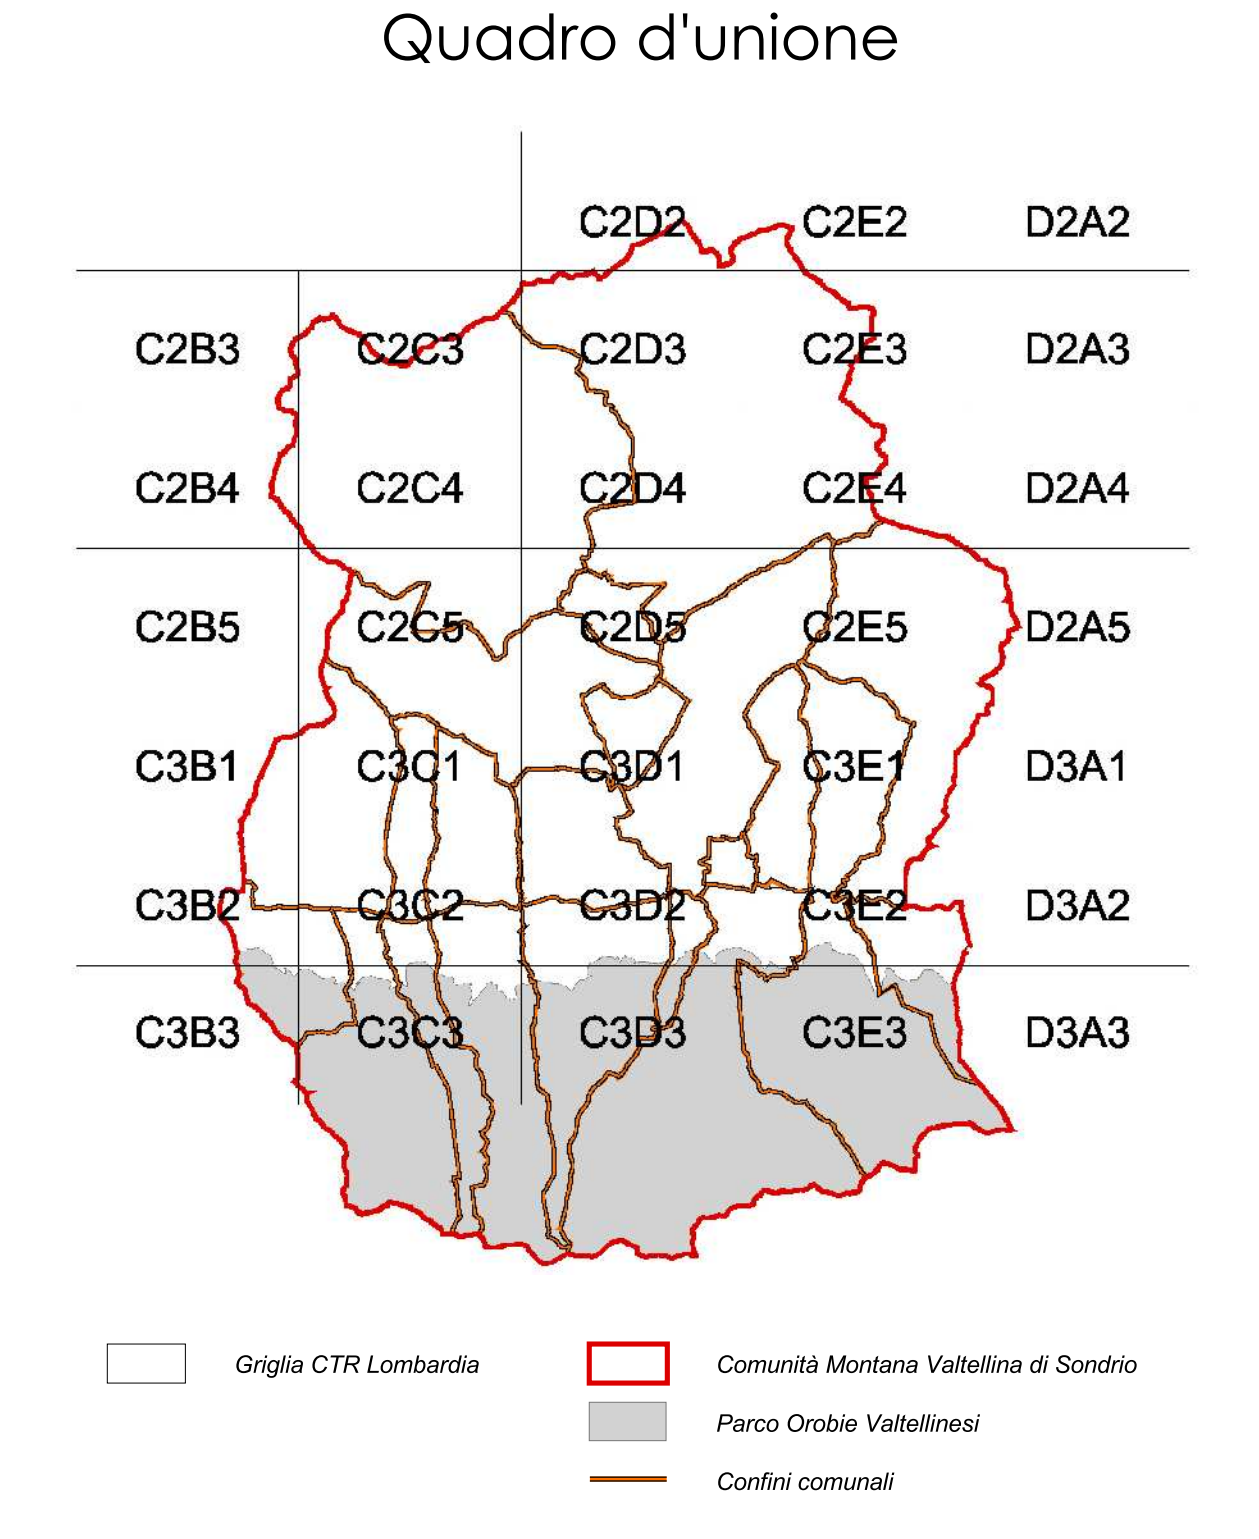 Quadro d'unione
C2D2 C2E2 D2A2
C2B3 C2C3 C2D3 C2E3 D2A3
C2B4 C2C4 C2D4 C2E4 D2A4
C2B5 C2C5 C2D5 C2E5 D2A5
C3B1 C3C1 C3D1 C3E1 D3A1
C3B2 C3C2 C3D2 C3E2 D3A2
C3B3 C3C3 C3D3 C3E3 D3A3
Griglia CTR Lombardia
Comunità Montana Valtellina di Sondrio
Parco Orobie Valtellinesi
Confini comunali